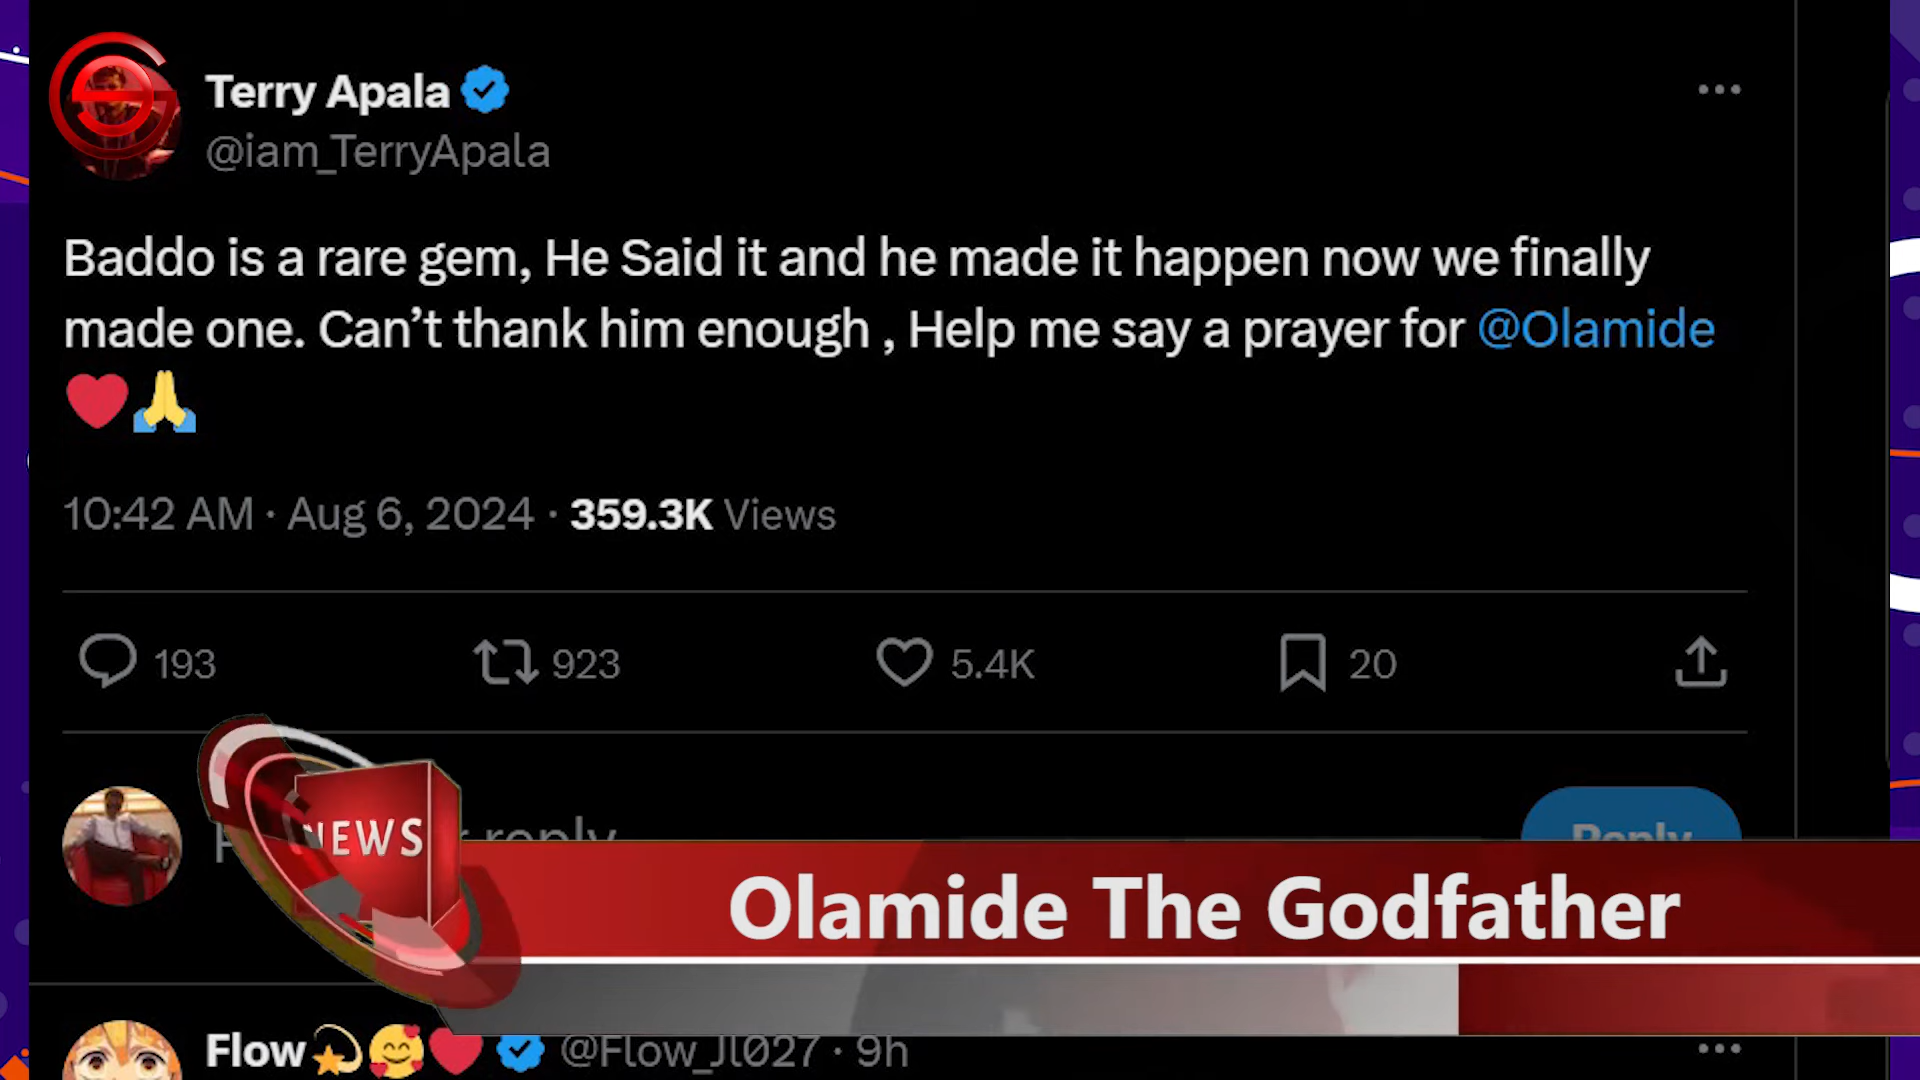 Terry Apala
@iam_TerryApala
Baddo is a rare gem, He Said it and he made it happen now we finally
made one. Can’t thank him enough , Help me say a prayer for @Olamide
❤️🙏
10:42 AM · Aug 6, 2024 · 359.3K Views
193 923 5.4K 20
reply
Reply
NEWS
Olamide The Godfather
Flow💫🥰❤️ @Flow_Jl027 · 9h